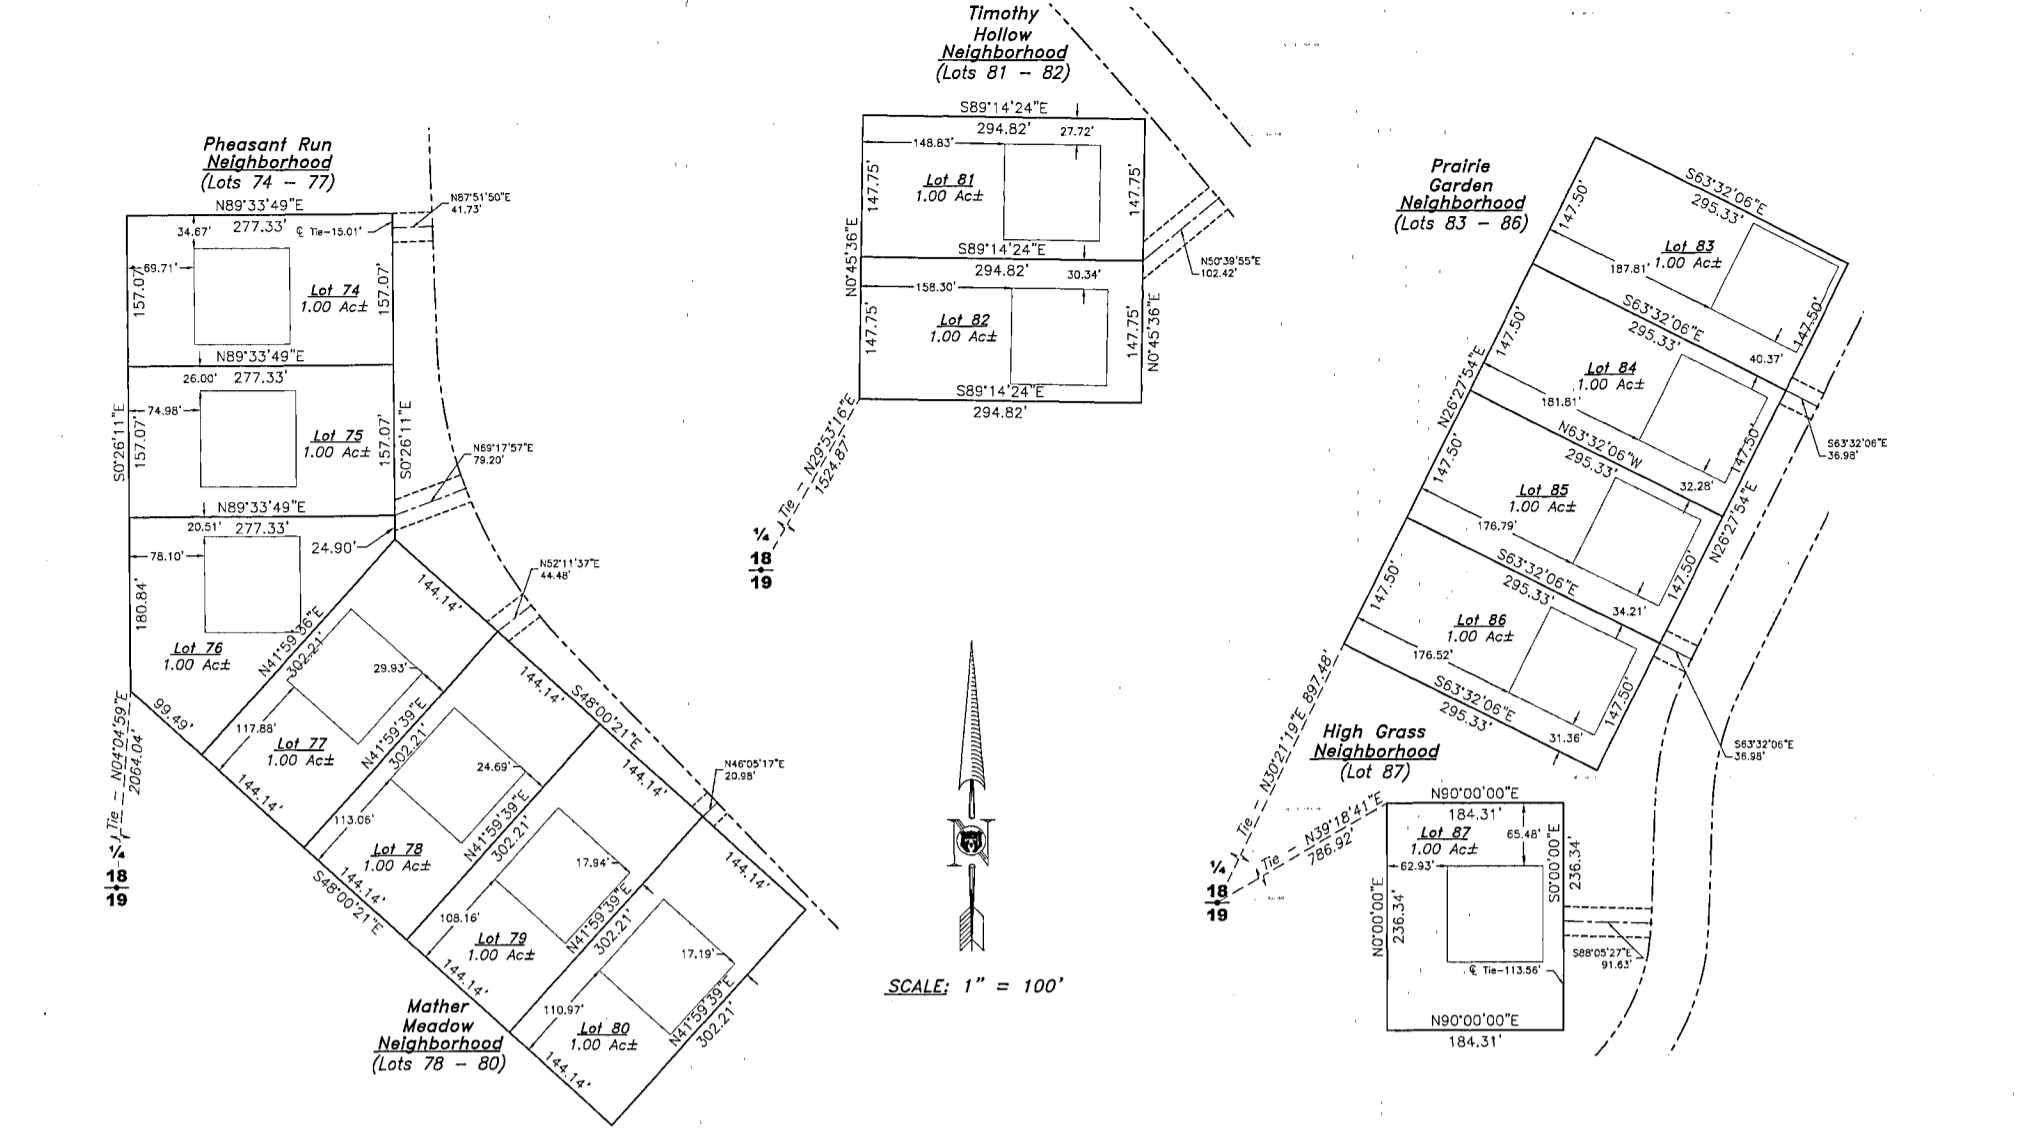 Pheasant Run
Neighborhood
(Lots 74 - 77)
N89°33'49"E
277.33'
34.67'
℄ Tie-15.01'
N87°51'50"E
41.73'
69.71'
157.07'
157.07'
Lot 74
1.00 Ac±
N89°33'49"E
277.33'
26.00'
74.98'
S0°26'11"E
157.07'
157.07'
S0°26'11"E
Lot 75
1.00 Ac±
N69°17'57"E
79.20'
N89°33'49"E
277.33'
20.51'
24.90'
78.10'
180.84'
Lot 76
1.00 Ac±
99.49'
Tie - N04°04'59"E
2064.04'
1/4
18
19
N41°59'36"E
302.21'
144.14'
N52°11'37"E
44.48'
29.93'
117.88'
Lot 77
1.00 Ac±
144.14'
N41°59'39"E
302.21'
144.14'
S48°00'21"E
24.69'
113.06'
Lot 78
1.00 Ac±
144.14'
S48°00'21"E
N41°59'39"E
302.21'
144.14'
N46°05'17"E
20.98'
17.94'
108.16'
Lot 79
1.00 Ac±
144.14'
N41°59'39"E
302.21'
144.14'
17.19'
110.97'
Lot 80
1.00 Ac±
144.14'
N41°59'39"E
302.21'
Mather
Meadow
Neighborhood
(Lots 78 - 80)
Timothy
Hollow
Neighborhood
(Lots 81 - 82)
S89°14'24"E
294.82'
27.72'
148.83'
147.75'
147.75'
Lot 81
1.00 Ac±
N0°45'36"E
S89°14'24"E
294.82'
30.34'
N50°39'55"E
102.42'
158.30'
147.75'
147.75'
N0°45'36"E
Lot 82
1.00 Ac±
S89°14'24"E
294.82'
Tie - N29°53'16"E
1524.87'
1/4
18
19
N
SCALE: 1" = 100'
Prairie
Garden
Neighborhood
(Lots 83 - 86)
S63°32'06"E
295.33'
147.50'
Lot 83
1.00 Ac±
187.81'
147.50'
40.37'
S63°32'06"E
295.33'
147.50'
Lot 84
1.00 Ac±
181.81'
N26°27'54"E
147.50'
32.28'
S63°32'06"E
36.98'
N63°32'06"W
295.33'
147.50'
Lot 85
1.00 Ac±
176.79'
147.50'
N26°27'54"E
34.21'
S63°32'06"E
295.33'
147.50'
Lot 86
1.00 Ac±
176.52'
147.50'
31.36'
S63°32'06"E
36.98'
S63°32'06"E
295.33'
Tie - N30°21'19"E 897.48'
High Grass
Neighborhood
(Lot 87)
Tie - N39°18'41"E
786.92'
1/4
18
19
N90°00'00"E
184.31'
Lot 87
1.00 Ac±
65.48'
62.93'
N0°00'00"E
236.34'
S0°00'00"E
236.34'
S88°05'27"E
91.63'
℄ Tie-113.56'
N90°00'00"E
184.31'